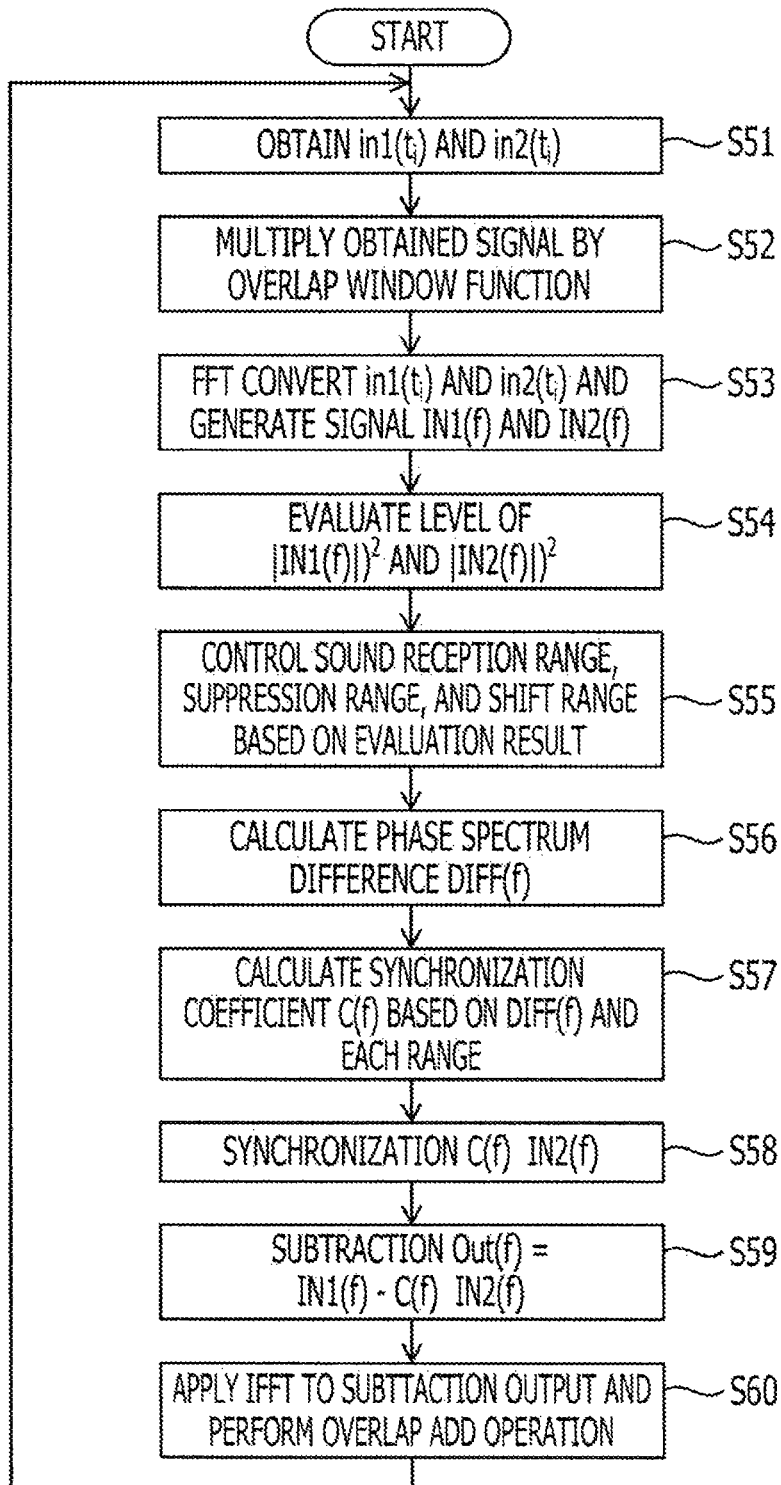 START
OBTAIN in1(tᵢ) AND in2(tᵢ)
S51
MULTIPLY OBTAINED SIGNAL BY
OVERLAP WINDOW FUNCTION
S52
FFT CONVERT in1(tᵢ) AND in2(tᵢ) AND
GENERATE SIGNAL IN1(f) AND IN2(f)
S53
EVALUATE LEVEL OF
|IN1(f)|)² AND |IN2(f)|)²
S54
CONTROL SOUND RECEPTION RANGE,
SUPPRESSION RANGE, AND SHIFT RANGE
BASED ON EVALUATION RESULT
S55
CALCULATE PHASE SPECTRUM
DIFFERENCE DIFF(f)
S56
CALCULATE SYNCHRONIZATION
COEFFICIENT C(f) BASED ON DIFF(f) AND
EACH RANGE
S57
SYNCHRONIZATION C(f) IN2(f)
S58
SUBTRACTION Out(f) =
IN1(f) - C(f) IN2(f)
S59
APPLY IFFT TO SUBTTACTION OUTPUT AND
PERFORM OVERLAP ADD OPERATION
S60